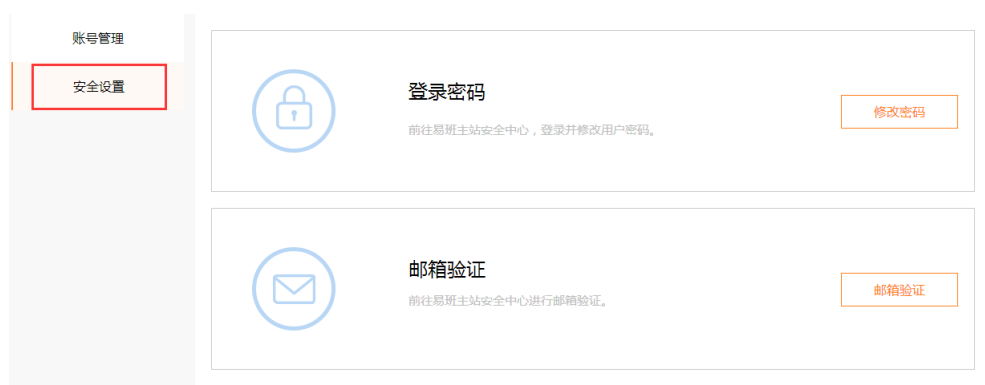 账号管理
安全设置
登录密码
前往易班主站安全中心，登录并修改用户密码。
修改密码
邮箱验证
前往易班主站安全中心进行邮箱验证。
邮箱验证